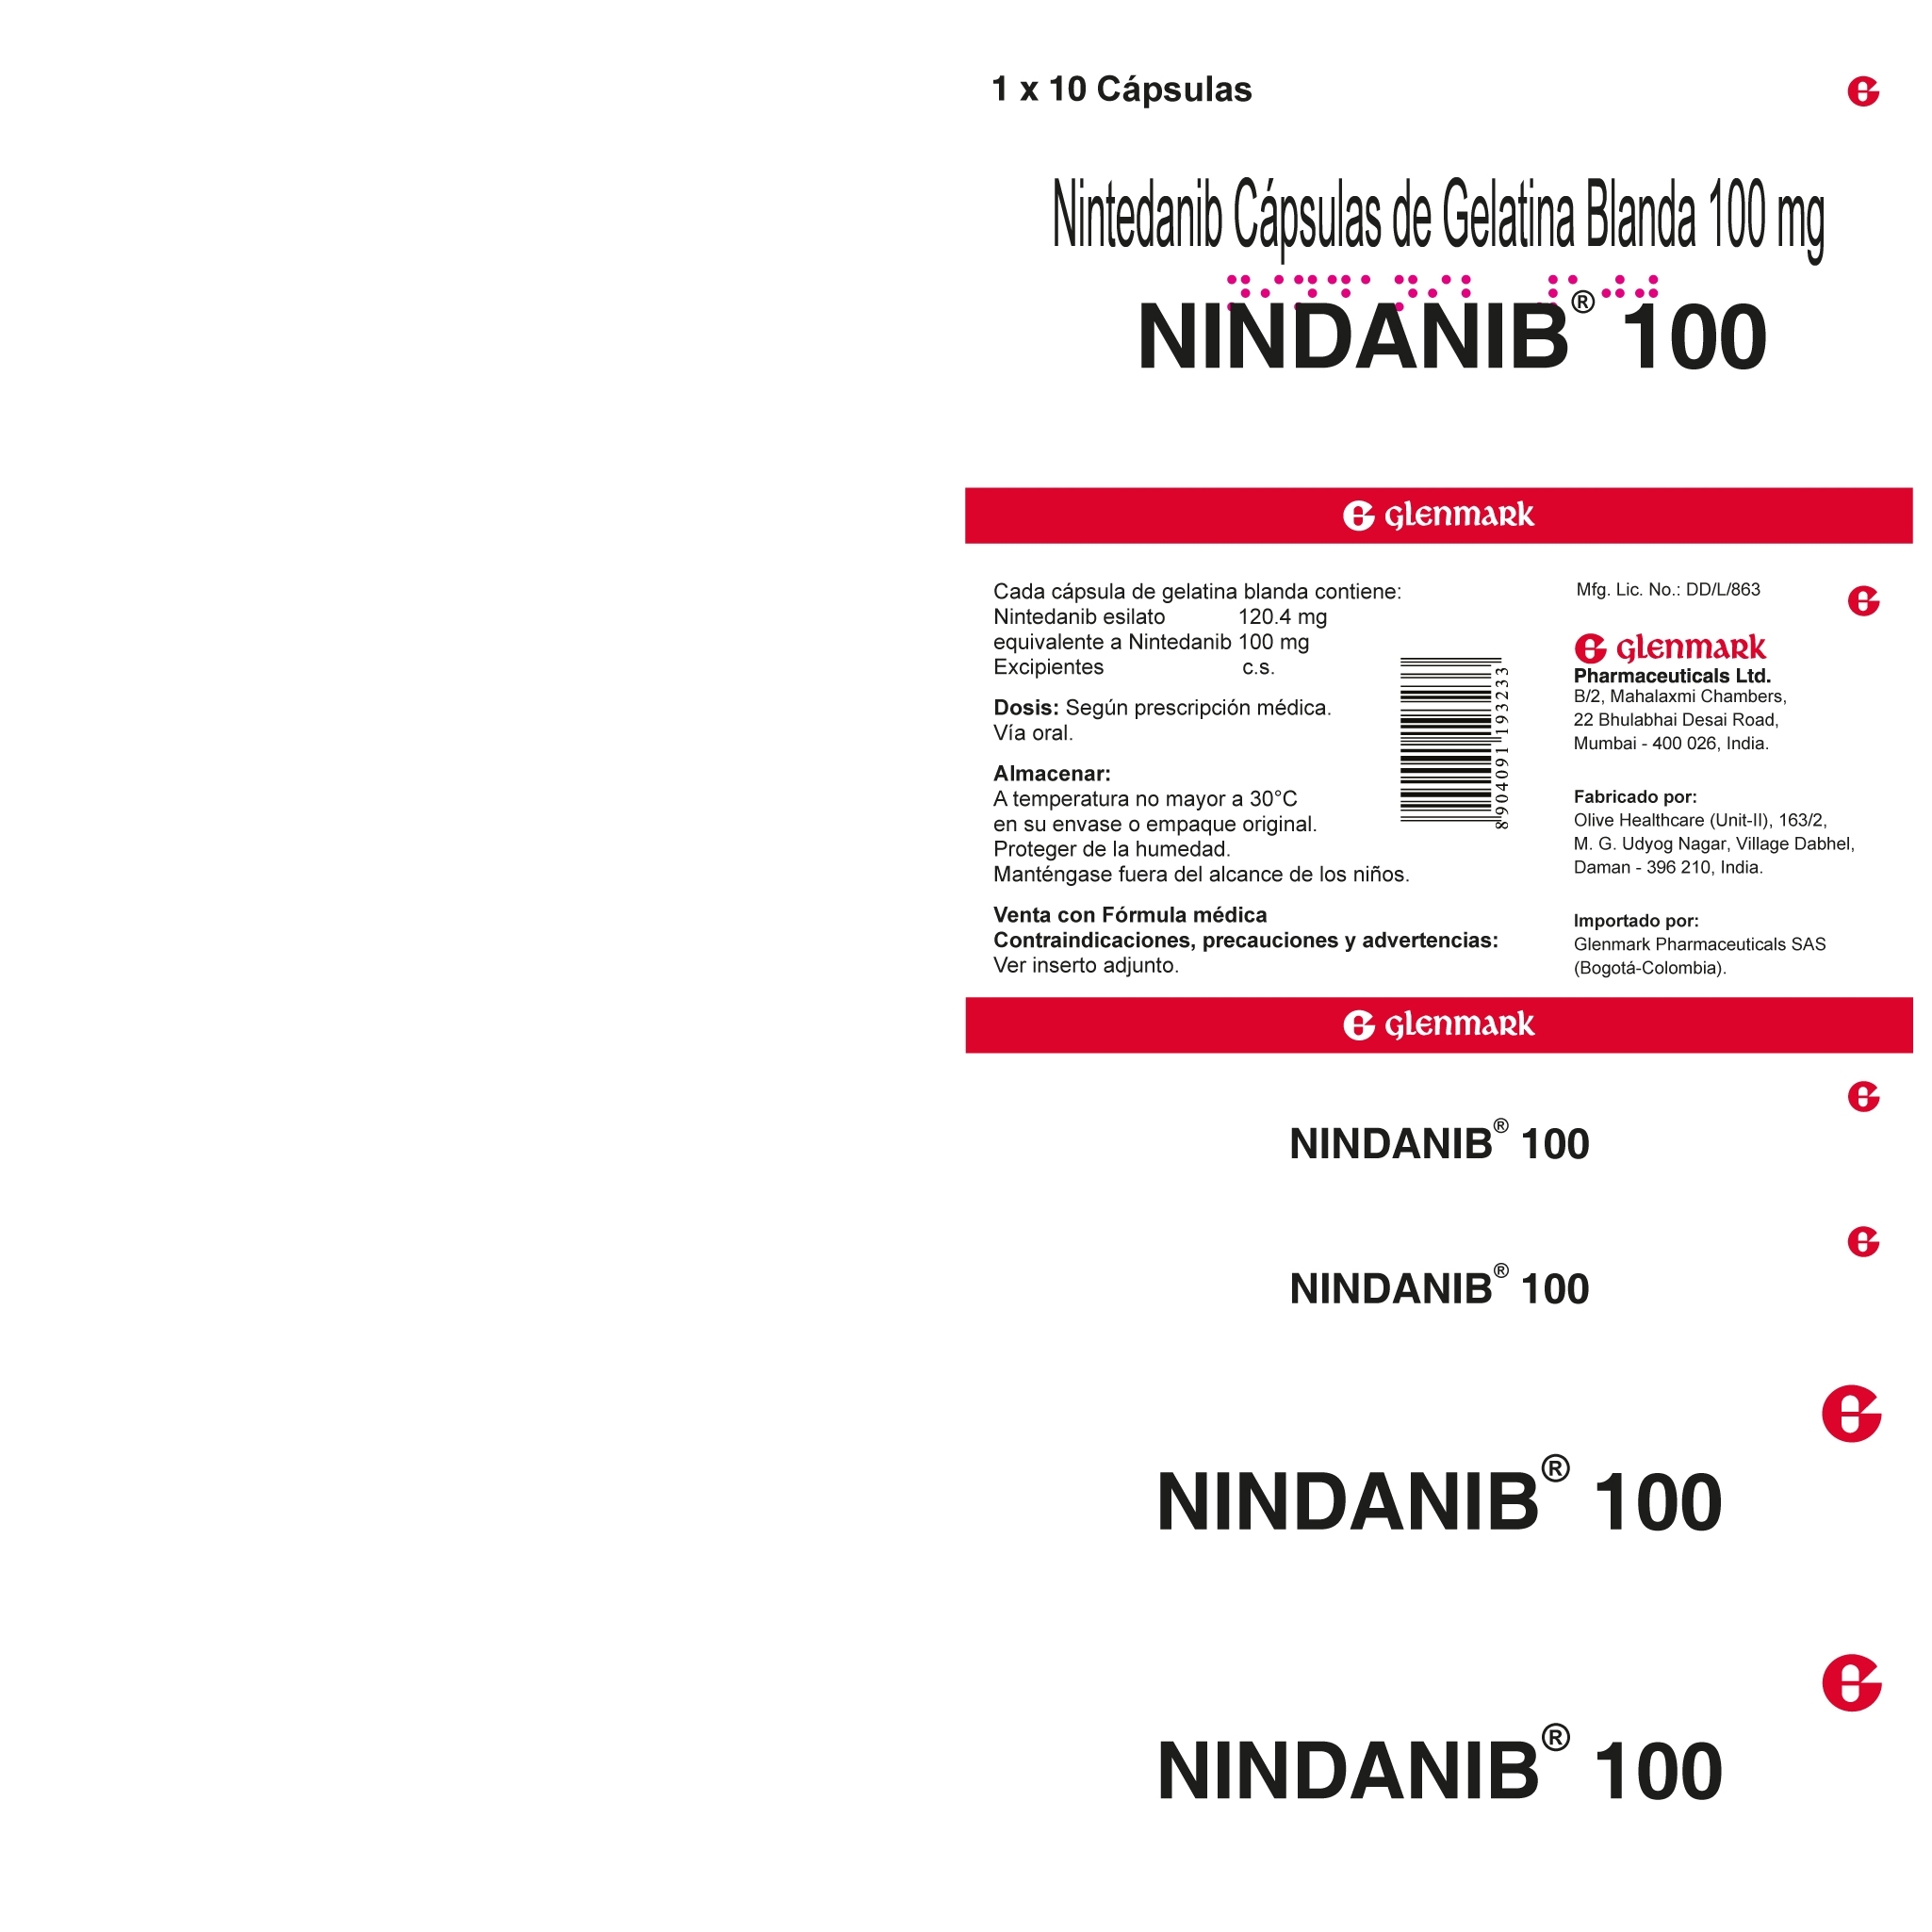 1 x 10 Cápsulas
Nintedanib Cápsulas de Gelatina Blanda 100 mg
NINDANIB® 100
glenmark
Cada cápsula de gelatina blanda contiene:
Nintedanib esilato 120.4 mg
equivalente a Nintedanib 100 mg
Excipientes c.s.
Dosis: Según prescripción médica.
Vía oral.
Almacenar:
A temperatura no mayor a 30°C
en su envase o empaque original.
Proteger de la humedad.
Manténgase fuera del alcance de los niños.
Venta con Fórmula médica
Contraindicaciones, precauciones y advertencias:
Ver inserto adjunto.
8 904091 193233
Mfg. Lic. No.: DD/L/863
glenmark
Pharmaceuticals Ltd.
B/2, Mahalaxmi Chambers,
22 Bhulabhai Desai Road,
Mumbai - 400 026, India.
Fabricado por:
Olive Healthcare (Unit-II), 163/2,
M. G. Udyog Nagar, Village Dabhel,
Daman - 396 210, India.
Importado por:
Glenmark Pharmaceuticals SAS
(Bogotá-Colombia).
glenmark
NINDANIB® 100
NINDANIB® 100
NINDANIB® 100
NINDANIB® 100